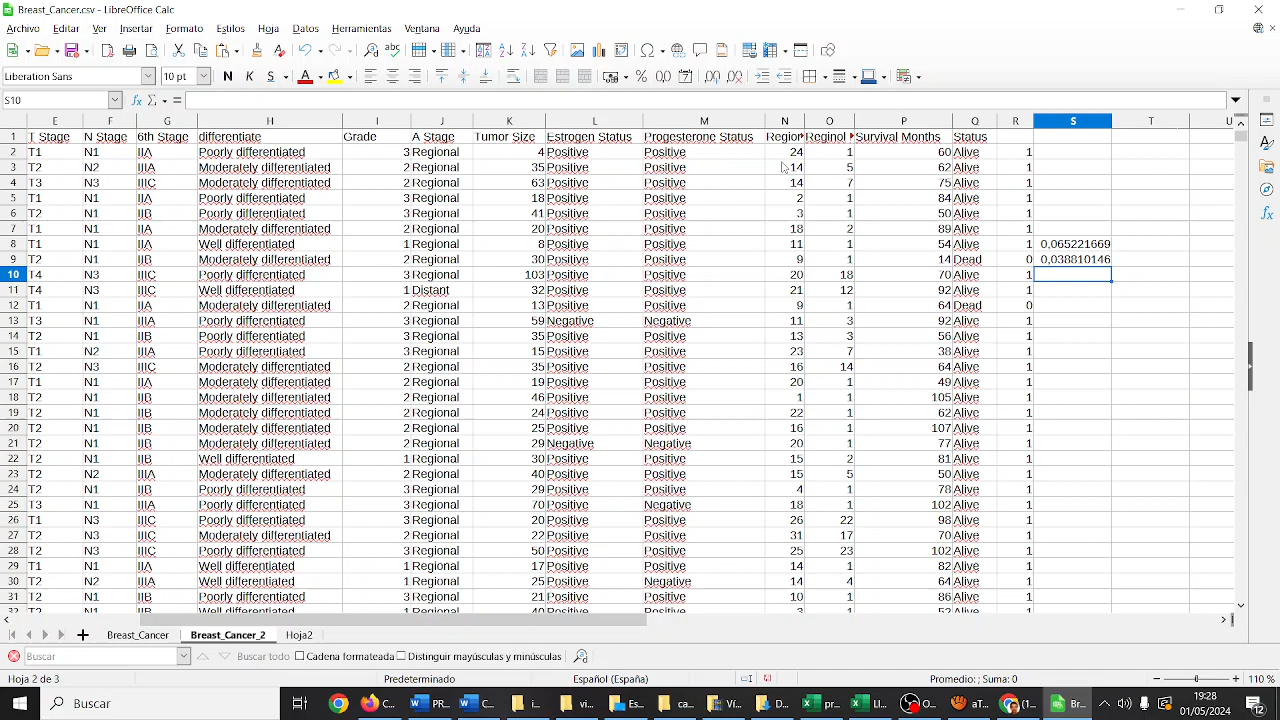 Breast_Cancer.csv - LibreOffice Calc
Archivo Editar Ver Insertar Formato Estilos Hoja Datos Herramientas Ventana Ayuda
Liberation Sans 10 pt N K S
S10
E F G H I J K L M N O P Q R S T U
1 T Stage N Stage 6th Stage differentiate Grade A Stage Tumor Size Estrogen Status Progesterone Status Region Reginol Survival Months Status
2 T1 N1 IIA Poorly differentiated 3 Regional 4 Positive Positive 24 1 60 Alive 1
3 T2 N2 IIIA Moderately differentiated 2 Regional 35 Positive Positive 14 5 62 Alive 1
4 T3 N3 IIIC Moderately differentiated 2 Regional 63 Positive Positive 14 7 75 Alive 1
5 T1 N1 IIA Poorly differentiated 3 Regional 18 Positive Positive 2 1 84 Alive 1
6 T2 N1 IIB Poorly differentiated 3 Regional 41 Positive Positive 3 1 50 Alive 1
7 T1 N1 IIA Moderately differentiated 2 Regional 20 Positive Positive 18 2 89 Alive 1
8 T1 N1 IIA Well differentiated 1 Regional 8 Positive Positive 11 1 54 Alive 1 0,065221669
9 T2 N1 IIB Moderately differentiated 2 Regional 30 Positive Positive 9 1 14 Dead 0 0,038810146
10 T4 N3 IIIC Poorly differentiated 3 Regional 103 Positive Positive 20 18 70 Alive 1
11 T4 N3 IIIC Well differentiated 1 Distant 32 Positive Positive 21 12 92 Alive 1
12 T1 N1 IIA Moderately differentiated 2 Regional 13 Positive Positive 9 1 64 Dead 0
13 T3 N1 IIIA Poorly differentiated 3 Regional 59 Negative Negative 11 3 92 Alive 1
14 T2 N1 IIB Poorly differentiated 3 Regional 35 Positive Positive 13 3 56 Alive 1
15 T1 N2 IIIA Poorly differentiated 3 Regional 15 Positive Positive 23 7 38 Alive 1
16 T2 N3 IIIC Moderately differentiated 2 Regional 35 Positive Positive 16 14 64 Alive 1
17 T1 N1 IIA Moderately differentiated 2 Regional 19 Positive Positive 20 1 49 Alive 1
18 T2 N1 IIB Moderately differentiated 2 Regional 46 Positive Positive 1 1 105 Alive 1
19 T2 N1 IIB Moderately differentiated 2 Regional 24 Positive Positive 22 1 62 Alive 1
20 T2 N1 IIB Moderately differentiated 2 Regional 25 Positive Positive 16 1 107 Alive 1
21 T2 N1 IIB Moderately differentiated 2 Regional 29 Negative Negative 20 1 77 Alive 1
22 T2 N1 IIB Well differentiated 1 Regional 30 Positive Positive 15 2 81 Alive 1
23 T2 N2 IIIA Moderately differentiated 2 Regional 40 Positive Positive 15 5 50 Alive 1
24 T2 N1 IIB Poorly differentiated 3 Regional 29 Positive Positive 4 1 78 Alive 1
25 T3 N1 IIIA Poorly differentiated 3 Regional 70 Positive Negative 18 1 102 Alive 1
26 T1 N3 IIIC Poorly differentiated 3 Regional 20 Positive Positive 26 22 98 Alive 1
27 T2 N3 IIIC Moderately differentiated 2 Regional 22 Positive Positive 31 17 70 Alive 1
28 T2 N3 IIIC Poorly differentiated 3 Regional 50 Positive Positive 25 23 102 Alive 1
29 T1 N1 IIA Well differentiated 1 Regional 17 Positive Positive 14 1 82 Alive 1
30 T2 N2 IIIA Well differentiated 1 Regional 25 Positive Negative 14 4 64 Alive 1
31 T2 N1 IIB Poorly differentiated 3 Regional 21 Positive Positive 10 1 86 Alive 1
32 T2 N1 IIB Well differentiated 1 Regional 40 Positive Positive 3 1 52 Alive 1
Breast_Cancer Breast_Cancer_2 Hoja2
Buscar Buscar todo Cadena formateada Distinguir mayúsculas y minúsculas
Hoja 2 de 3 Predeterminado Español (España) Promedio: ; Suma: 0 110 %
Buscar C... PR... C... i... vi... ca... Ví... D... pr... Li... O... aT... (1... Br... 19:28
01/05/2024 12